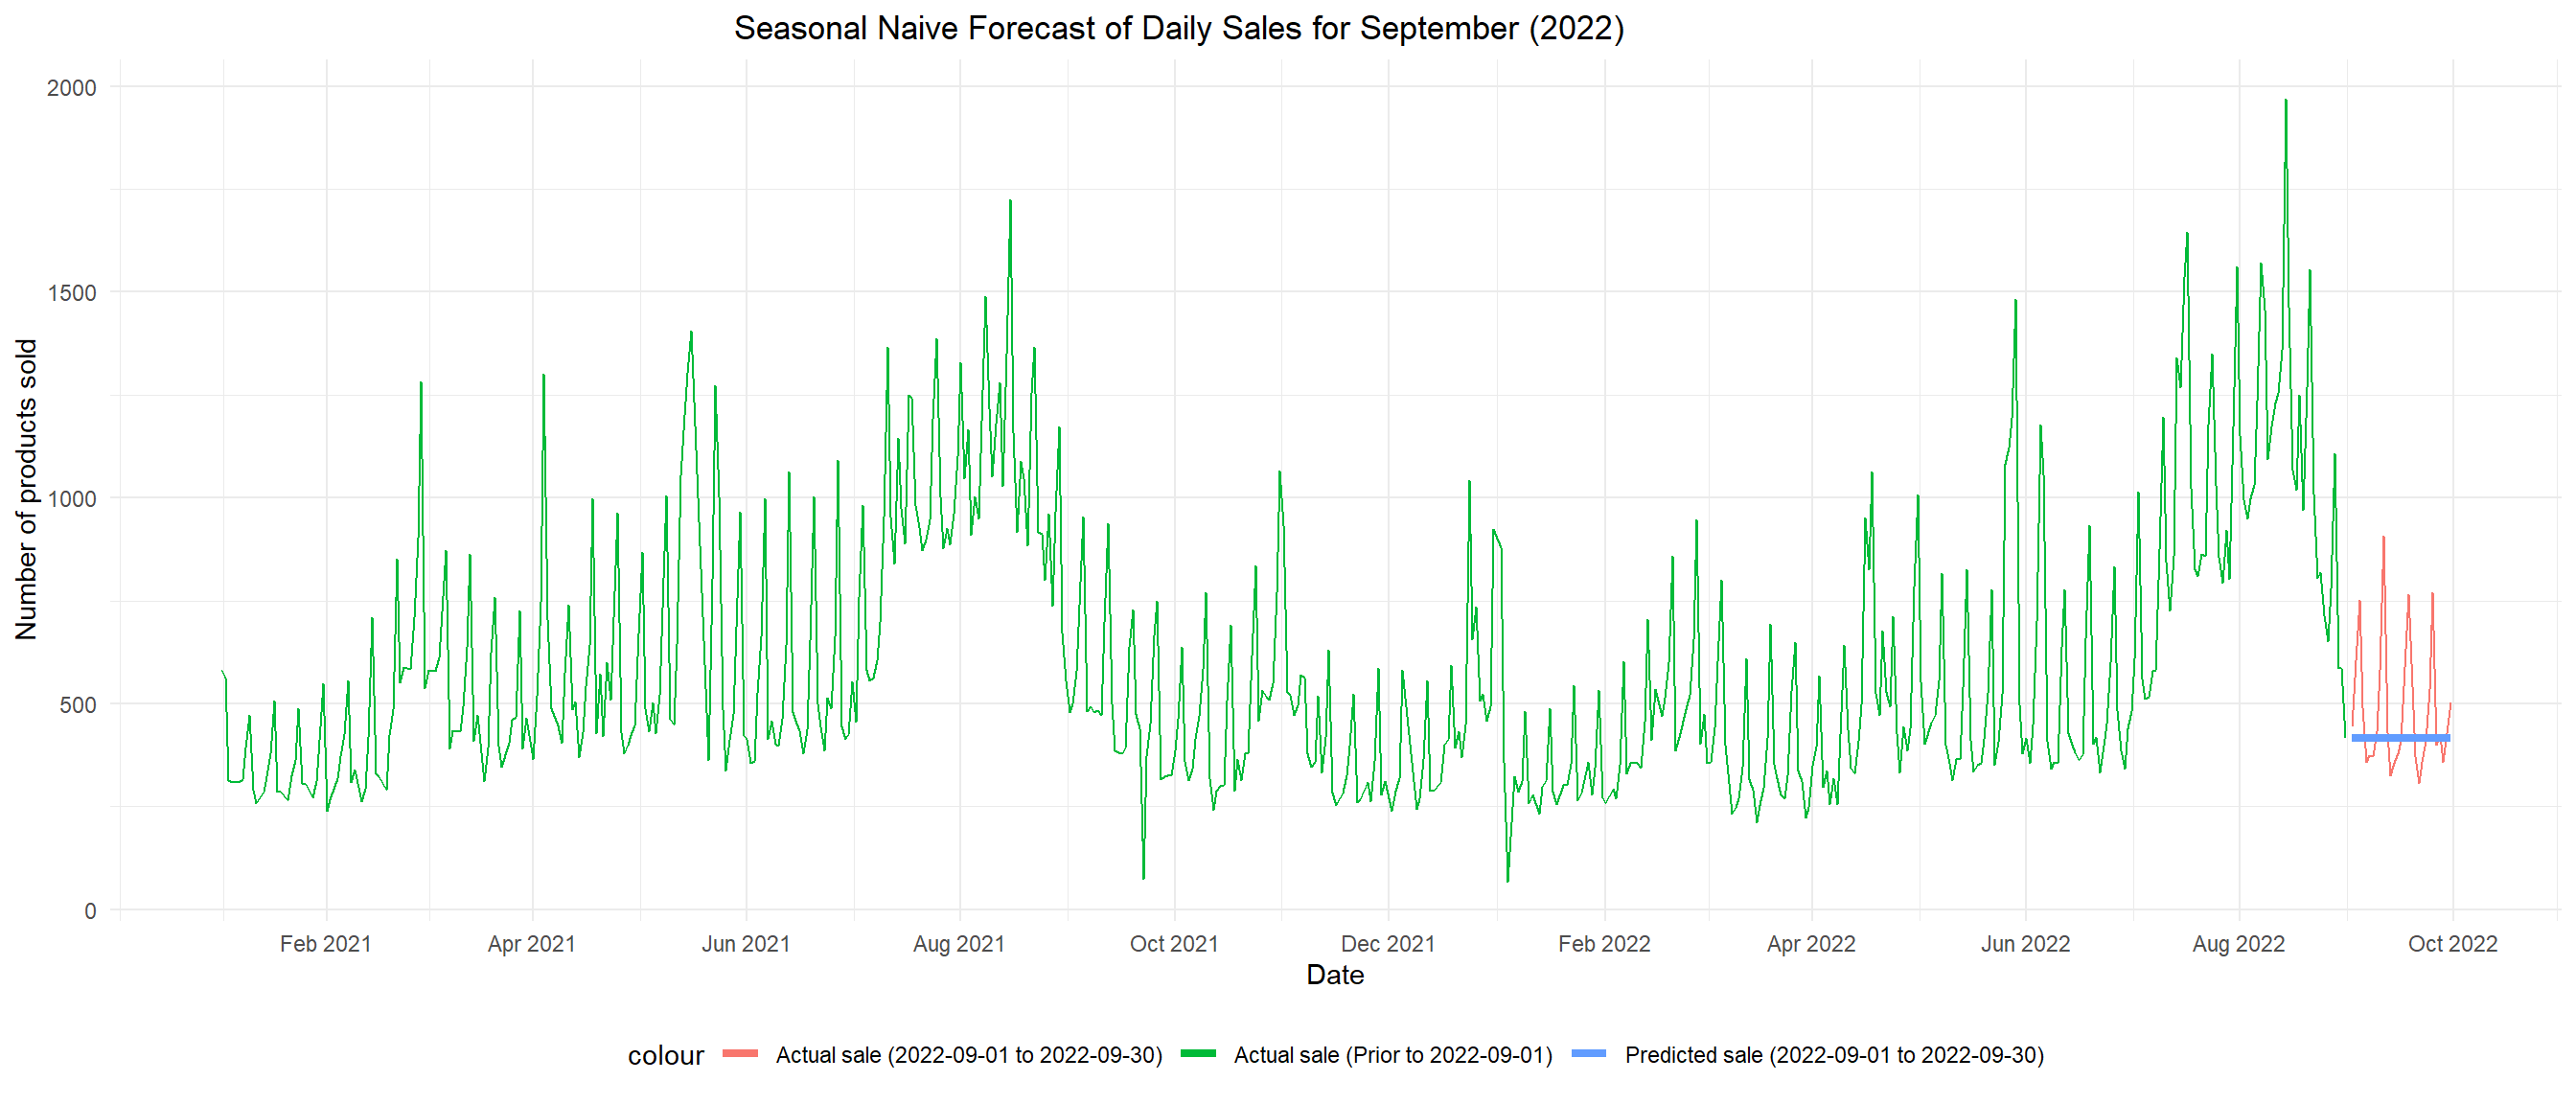 Seasonal Naive Forecast of Daily Sales for September (2022)
Number of products sold
2000
1500
1000
500
0
Feb 2021 Apr 2021 Jun 2021 Aug 2021 Oct 2021 Dec 2021 Feb 2022 Apr 2022 Jun 2022 Aug 2022 Oct 2022
Date
colour Actual sale (2022-09-01 to 2022-09-30) Actual sale (Prior to 2022-09-01) Predicted sale (2022-09-01 to 2022-09-30)